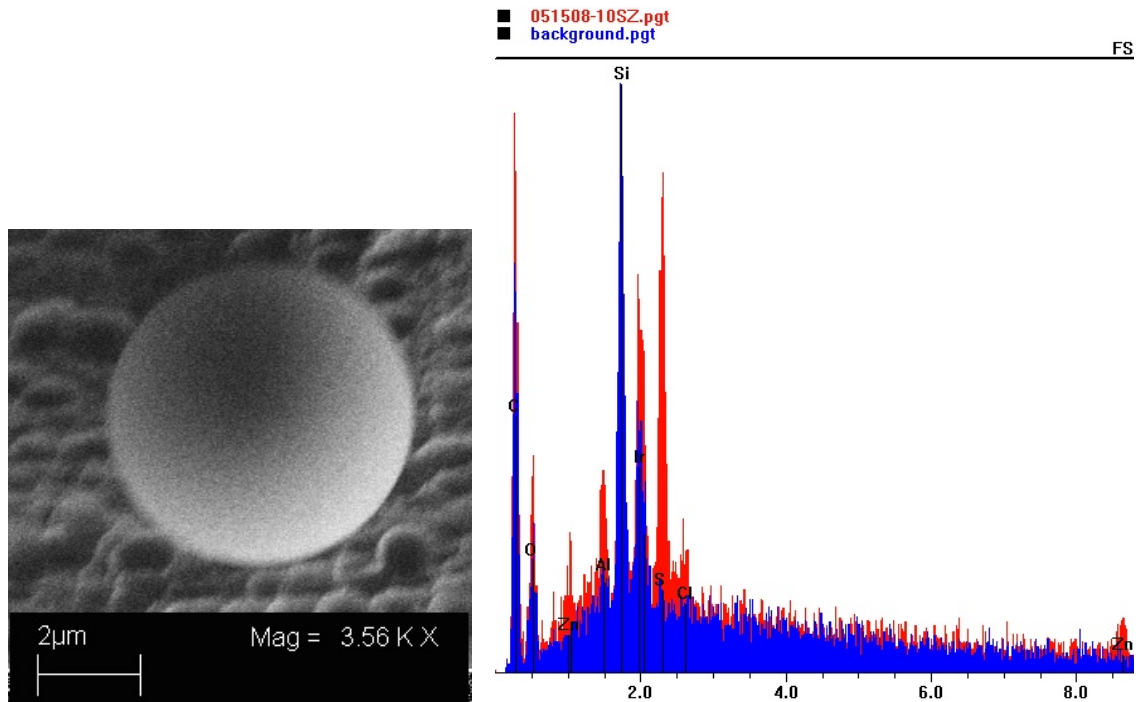 051508-10SZ.pgt
background.pgt
FS
Si
C
Ir
O
Al
S
Cl
Zn
Zn
2µm
Mag = 3.56 K X
2.0
4.0
6.0
8.0